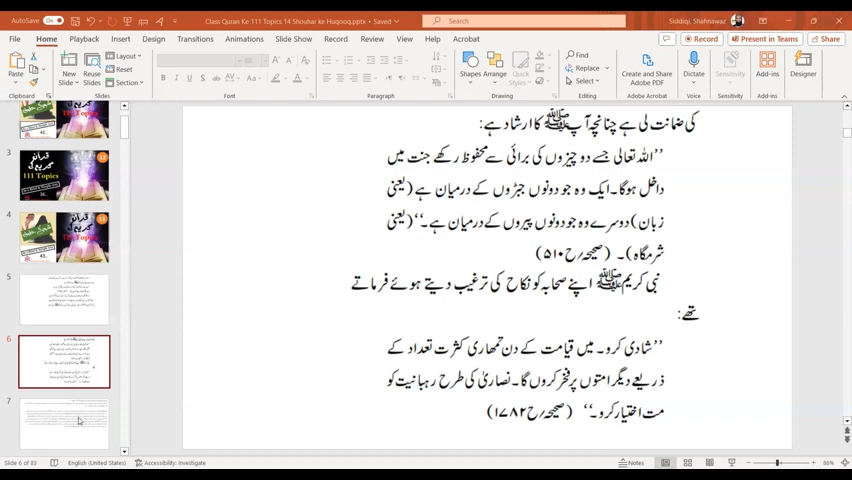 AutoSave
On
Class Quran Ke 111 Topics 14 Shouhar ke Huqooq.pptx • Saved
Search
Siddiqi, Shahnawaz
File Home Insert Draw Design Transitions Animations Slide Show Record Review View Help Acrobat
Record
Present in Teams
Share
Paste
New Slide
Reuse Slides
Layout
Reset
Section
Shapes
Arrange
Quick Styles
Find
Replace
Select
Create and Share Adobe PDF
Dictate
Sensitivity
Add-ins
Designer
Clipboard
Slides
Font
Paragraph
Drawing
Editing
Adobe Acrobat
Voice
Sensitivity
Add-ins
3
12
111 Topics
4
13
111 Topics
5
6
7
کی ضمانت لی ہے چنانچہ آپ ﷺ کا ارشاد ہے:
’’اللہ تعالی جسے دو چیزوں کی برائی سے محفوظ رکھے جنت میں
داخل ہوگا۔ ایک وہ جو دونوں جبڑوں کے درمیان ہے (یعنی
زبان) دوسرے وہ جو دونوں پیروں کے درمیان ہے۔‘‘ (یعنی
شرمگاہ)۔ (صحیحہ؍ح ۵۱۰)
نبی کریم ﷺ اپنے صحابہ کو نکاح کی ترغیب دیتے ہوئے فرماتے
تھے:
’’شادی کرو۔ میں قیامت کے دن تمھاری کثرت تعداد کے
ذریعے دیگر امتوں پر فخر کروں گا۔ نصاریٰ کی طرح رہبانیت کو
مت اختیار کرو۔‘‘ (صحیحہ؍ح ۱۷۸۲)
Slide 6 of 83
English (United States)
Accessibility: Investigate
Notes
86%